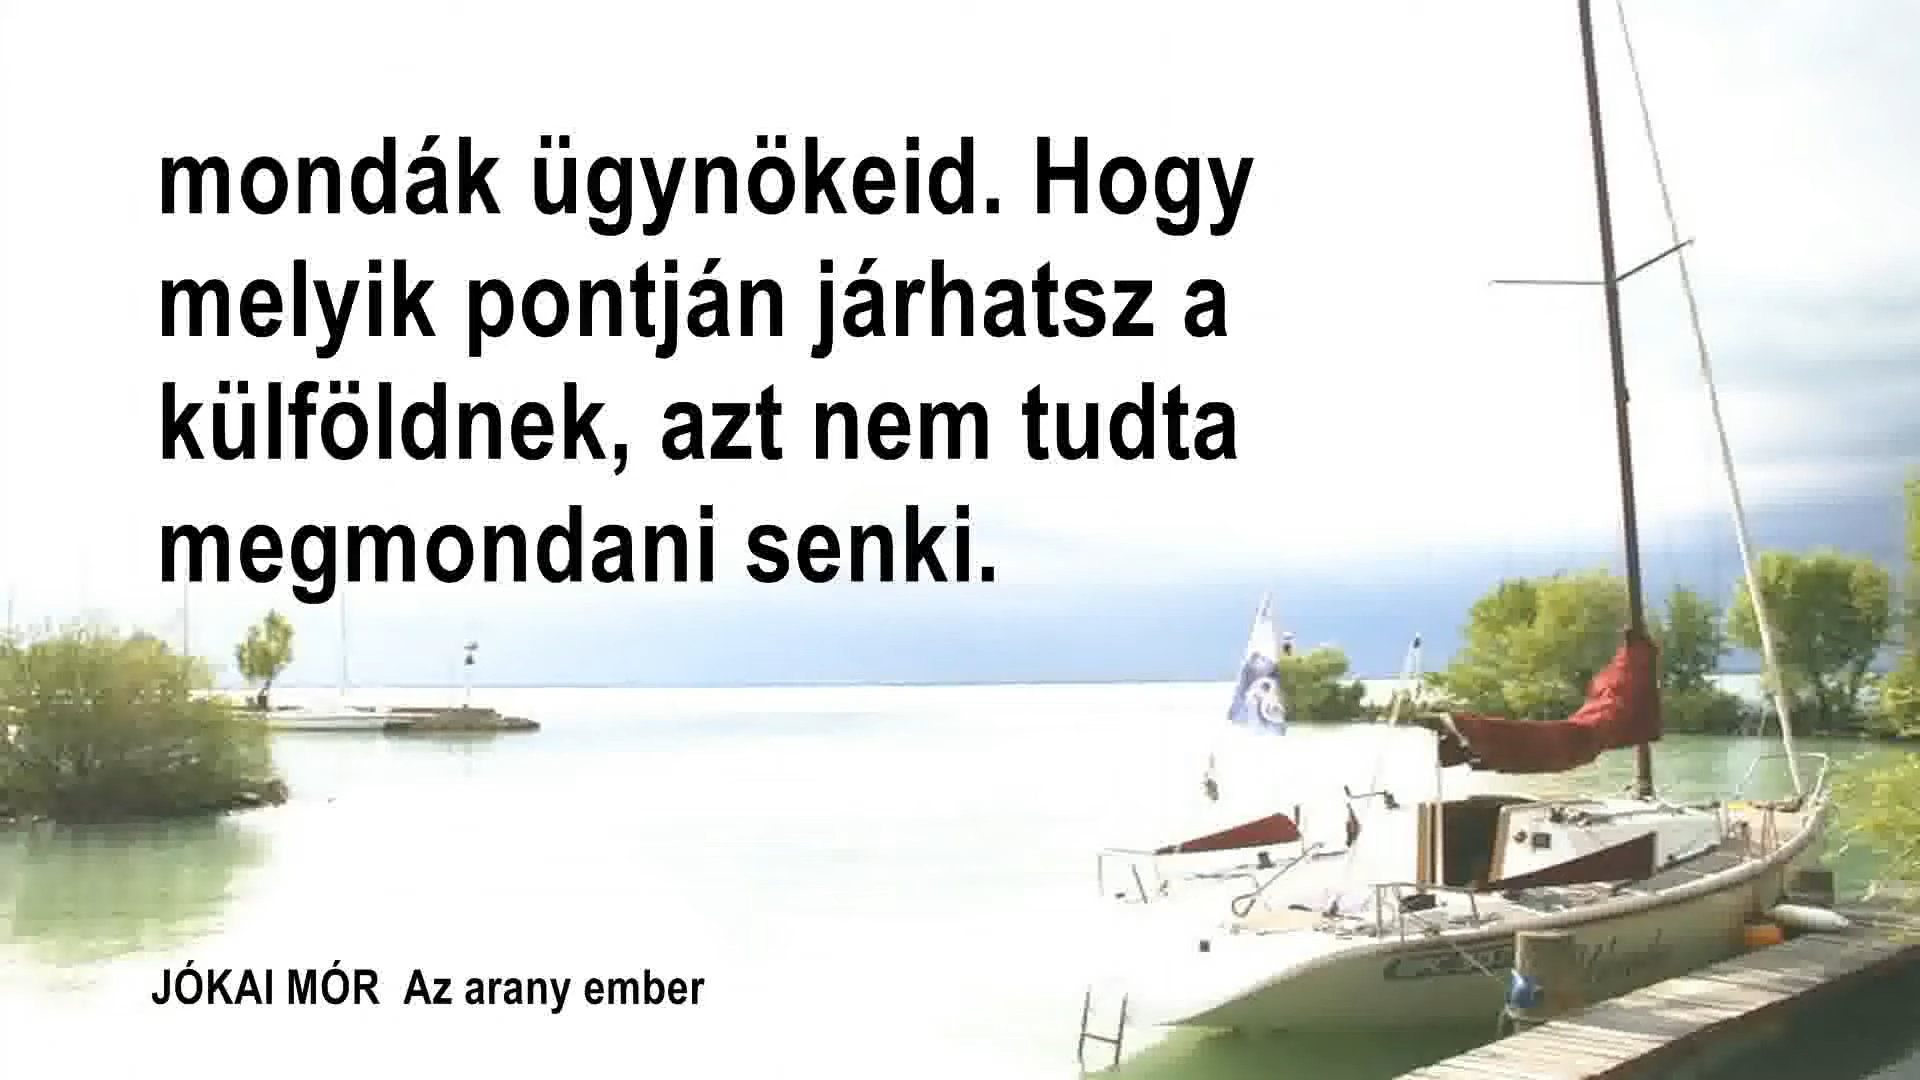 mondák ügynökeid. Hogy
melyik pontján járhatsz a
külföldnek, azt nem tudta
megmondani senki.
JÓKAI MÓR Az arany ember